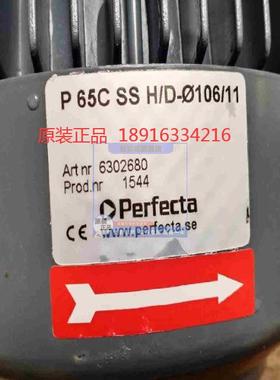 P 65C SS H/D-Ø106/11
原装正品 18916334216
Art nr 6302680
Prod.nr 1544
Perfecta
CE www.perfecta.se